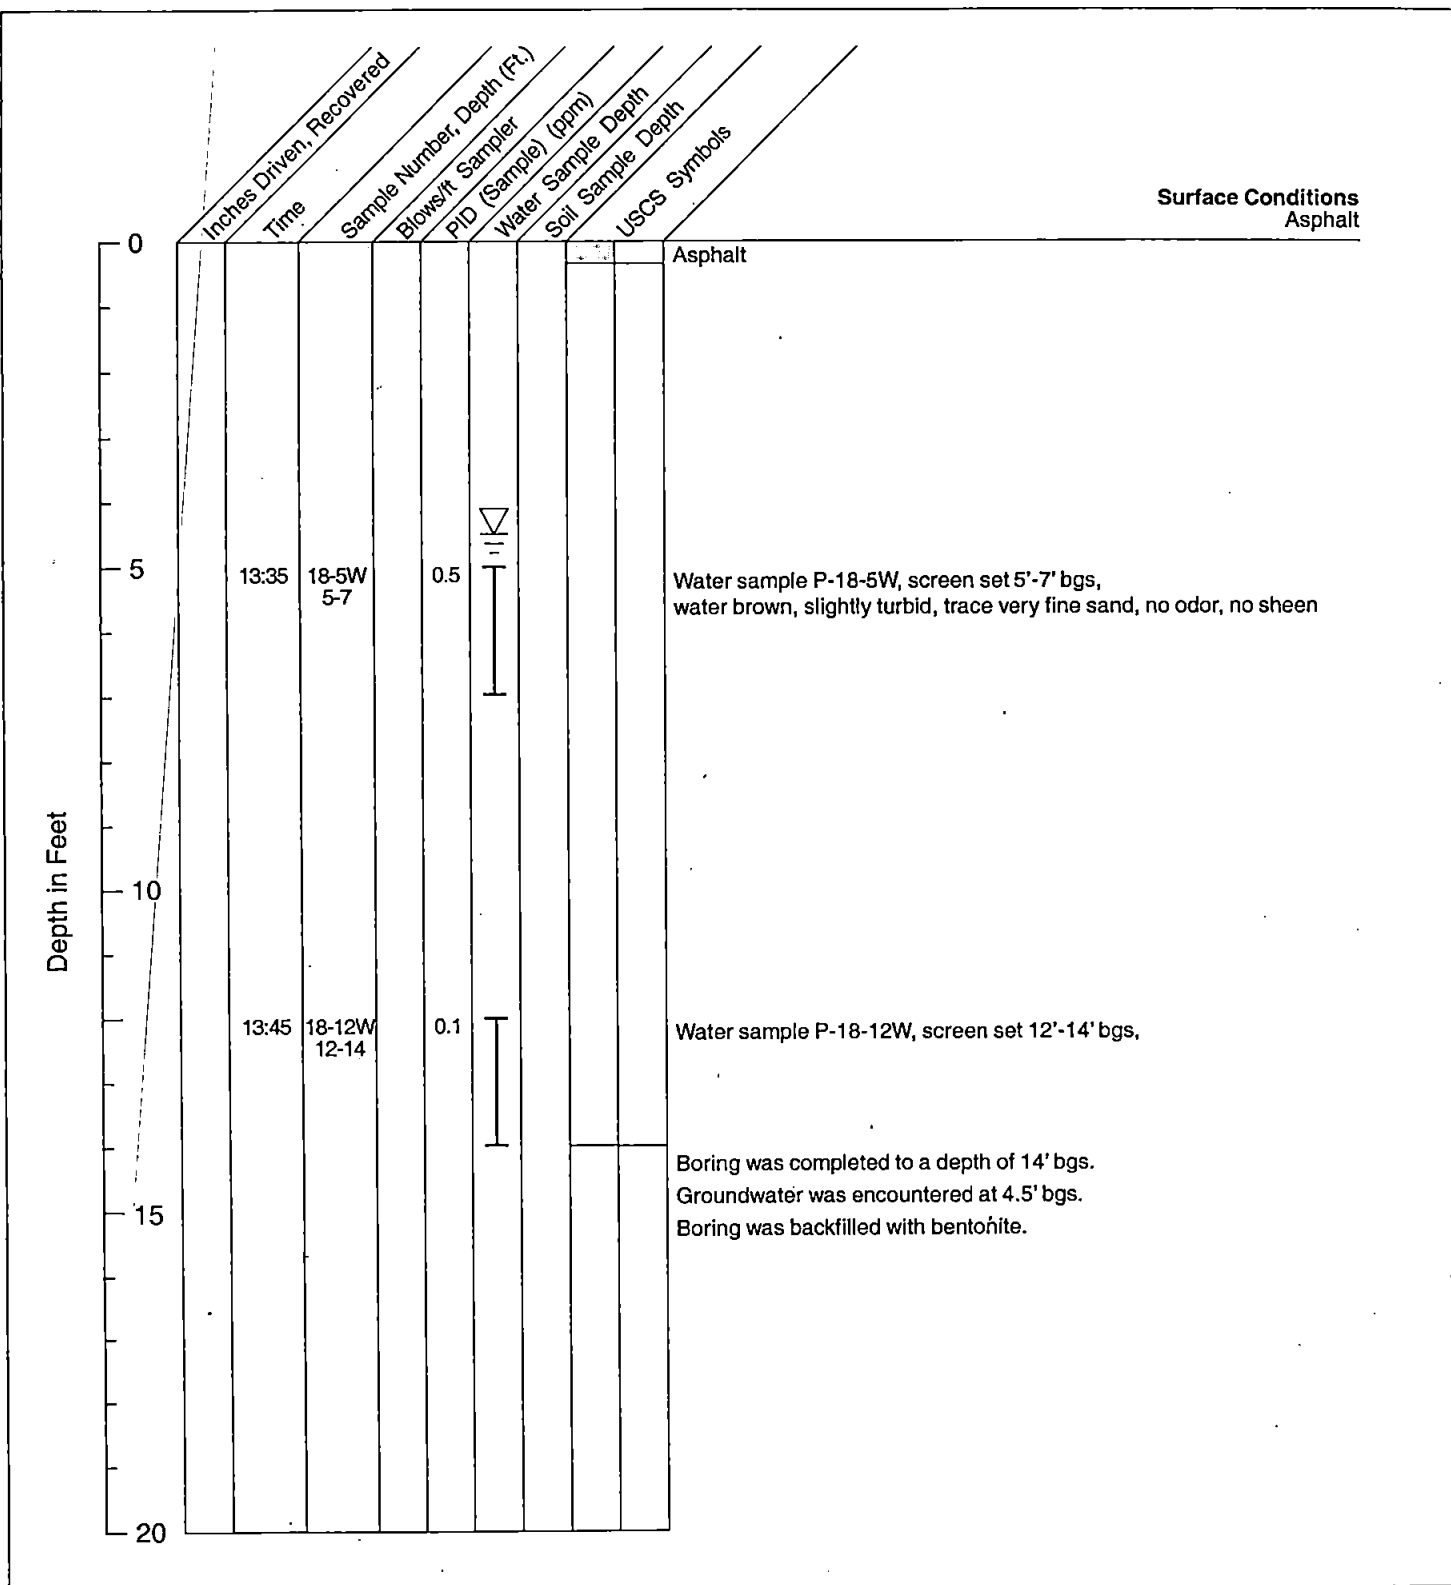 Inches Driven, Recovered
Time
Sample Number, Depth (Ft.)
Blows/ft Sampler
PID (Sample) (ppm)
Water Sample Depth
Soil Sample Depth
USCS Symbols
Surface Conditions
Asphalt
0
Asphalt
5
13:35
18-5W
5-7
0.5
Water sample P-18-5W, screen set 5'-7' bgs,
water brown, slightly turbid, trace very fine sand, no odor, no sheen
Depth in Feet
10
13:45
18-12W
12-14
0.1
Water sample P-18-12W, screen set 12'-14' bgs,
Boring was completed to a depth of 14' bgs.
Groundwater was encountered at 4.5' bgs.
15
Boring was backfilled with bentonite.
20